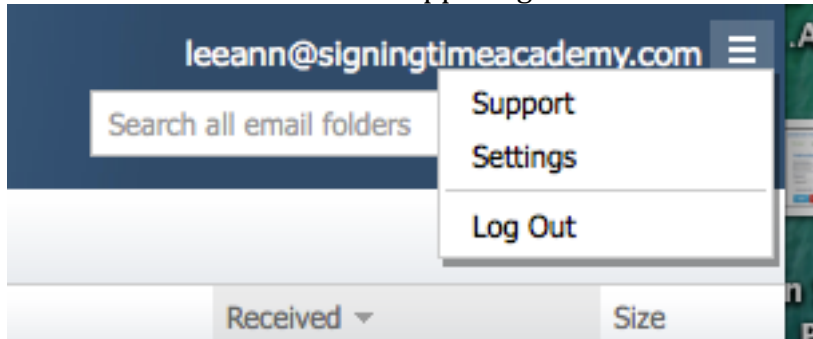 leeann@signingtimeacademy.com
Search all email folders
Support
Settings
Log Out
Received
Size